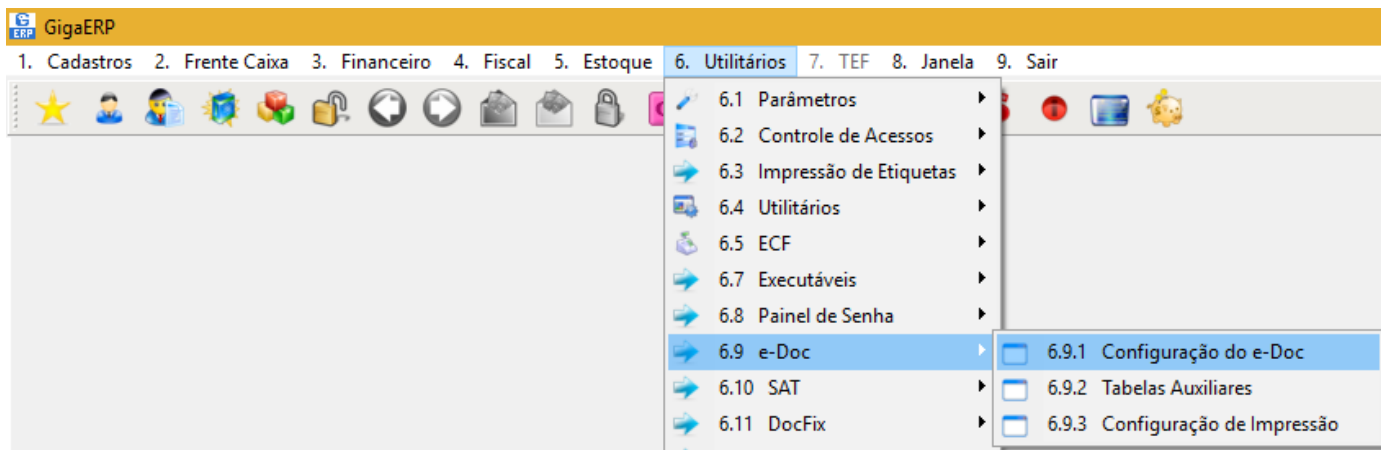 G ERP GigaERP
1. Cadastros 2. Frente Caixa 3. Financeiro 4. Fiscal 5. Estoque 6. Utilitários 7. TEF 8. Janela 9. Sair
6.1 Parâmetros
6.2 Controle de Acessos
6.3 Impressão de Etiquetas
6.4 Utilitários
6.5 ECF
6.7 Executáveis
6.8 Painel de Senha
6.9 e-Doc
6.9.1 Configuração do e-Doc
6.10 SAT
6.9.2 Tabelas Auxiliares
6.11 DocFix
6.9.3 Configuração de Impressão